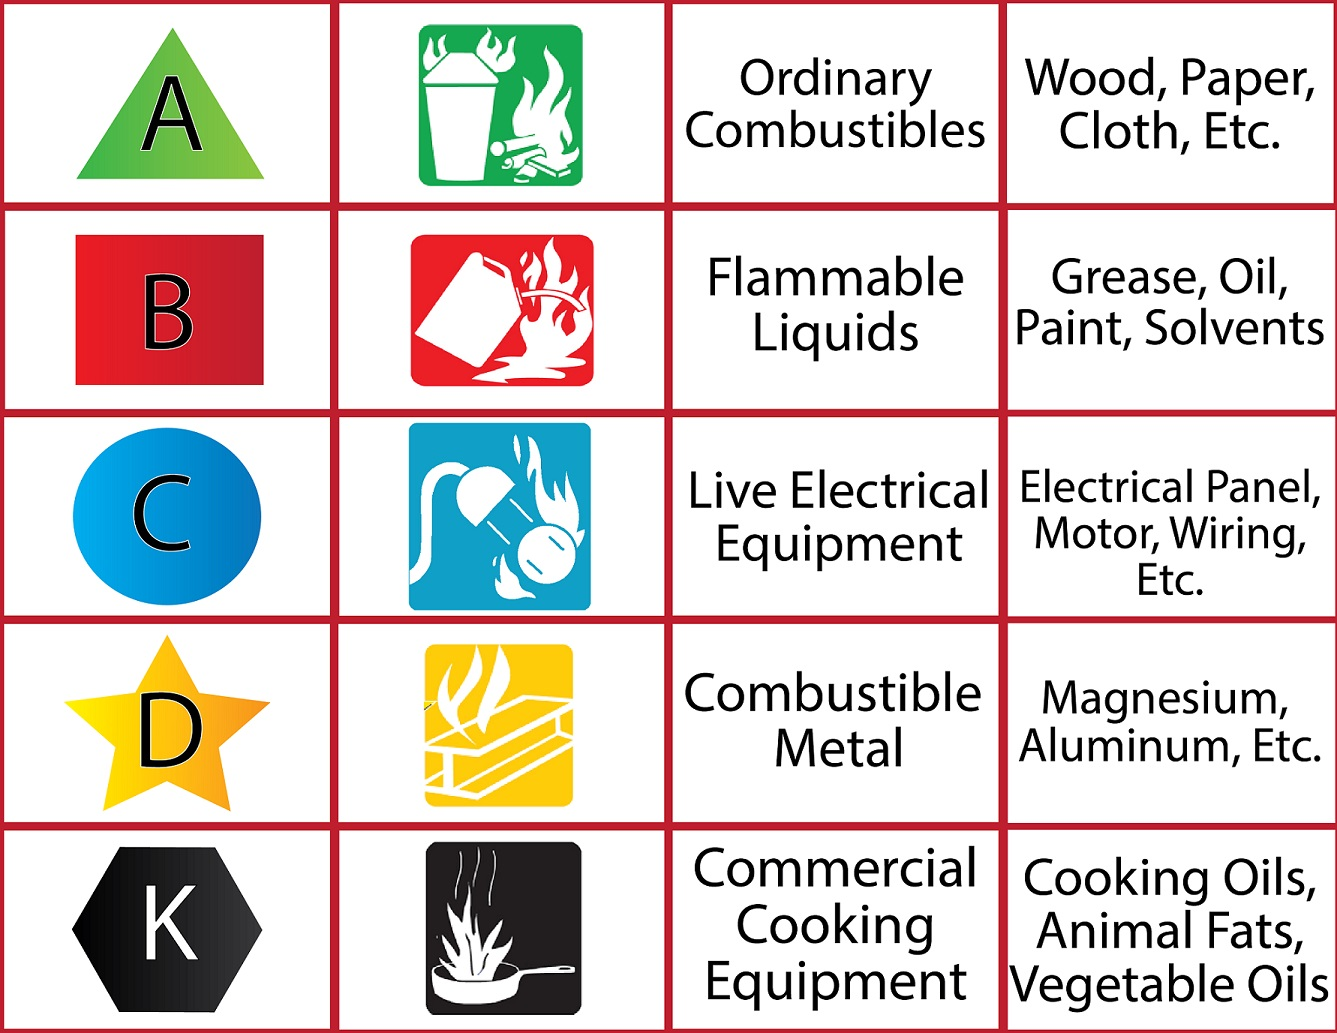 A
Ordinary
Combustibles
Wood, Paper,
Cloth, Etc.
B
Flammable
Liquids
Grease, Oil,
Paint, Solvents
C
Live Electrical
Equipment
Electrical Panel,
Motor, Wiring,
Etc.
D
Combustible
Metal
Magnesium,
Aluminum, Etc.
K
Commercial
Cooking
Equipment
Cooking Oils,
Animal Fats,
Vegetable Oils